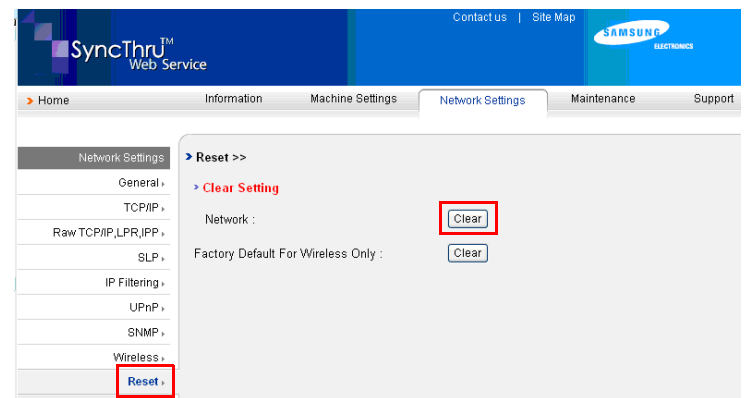 Contact us | Site Map
SAMSUNG
ELECTRONICS
SyncThru™
Web Service
> Home
Information
Machine Settings
Network Settings
Maintenance
Support
Network Settings
General
TCP/IP
Raw TCP/IP,LPR,IPP
SLP
IP Filtering
UPnP
SNMP
Wireless
Reset
> Reset >>
> Clear Setting
Network : Clear
Factory Default For Wireless Only : Clear